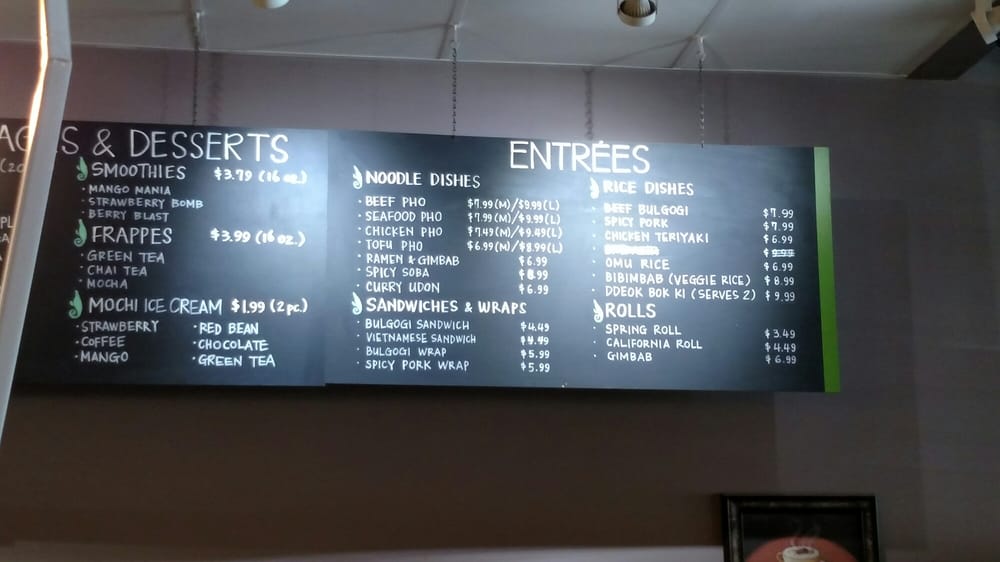 S & DESSERTS
SMOOTHIES $3.79 (16 oz.)
· MANGO MANIA
· STRAWBERRY BOMB
· BERRY BLAST
FRAPPES $3.99 (16 oz.)
· GREEN TEA
· CHAI TEA
· MOCHA
MOCHI ICE CREAM $1.99 (2 pc.)
· STRAWBERRY · RED BEAN
· COFFEE · CHOCOLATE
· MANGO · GREEN TEA
ENTRÉES
NOODLE DISHES
· BEEF PHO $7.99(M)/$9.99(L)
· SEAFOOD PHO $7.99(M)/$9.99(L)
· CHICKEN PHO $7.49(M)/$9.49(L)
· TOFU PHO $6.99(M)/$8.99(L)
· RAMEN & GIMBAB $6.99
· SPICY SOBA
· CURRY UDON $6.99
SANDWICHES & WRAPS
· BULGOGI SANDWICH $4.49
· VIETNAMESE SANDWICH $4.49
· BULGOGI WRAP $5.99
· SPICY PORK WRAP $5.99
RICE DISHES
· BEEF BULGOGI $7.99
· SPICY PORK $7.99
· CHICKEN TERIYAKI $6.99
· OMU RICE $6.99
· BIBIMBAB (VEGGIE RICE) $8.99
· DDEOK BOK KI (SERVES 2) $9.99
ROLLS
· SPRING ROLL $3.49
· CALIFORNIA ROLL $4.49
· GIMBAB $6.99